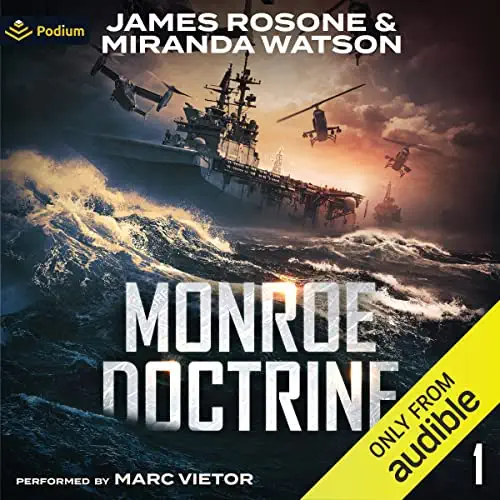 JAMES ROSONE &
MIRANDA WATSON
Podium
MONROE
DOCTRINE
ONLY FROM
audible
1
PERFORMED BY MARC VIETOR